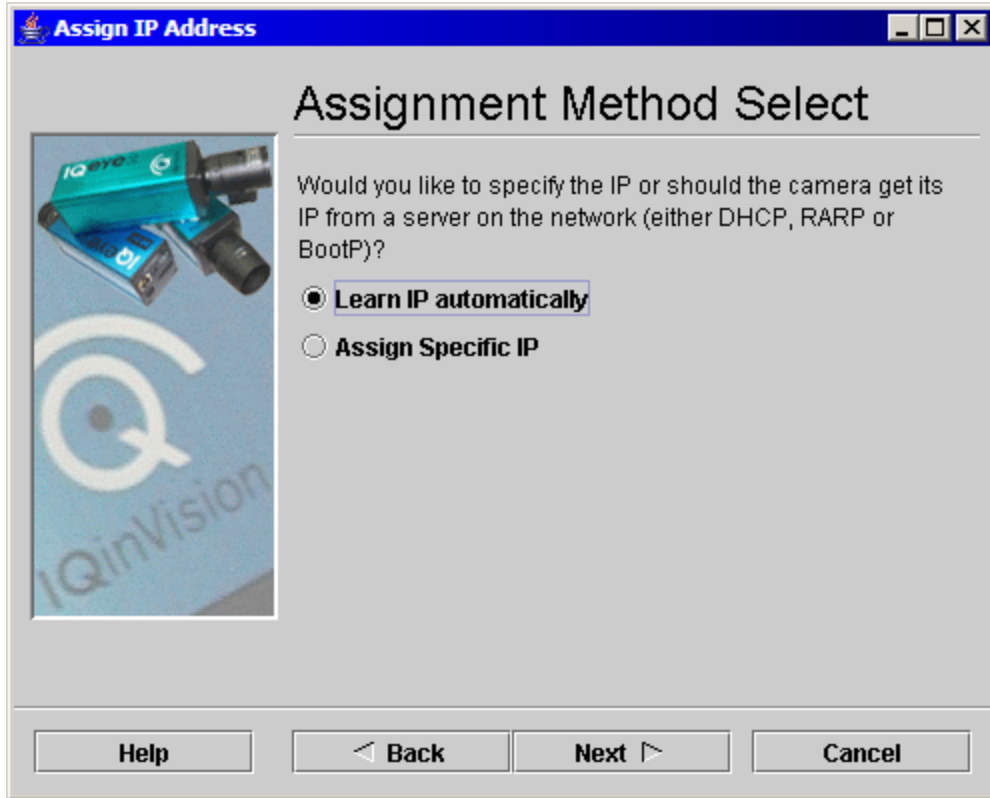 Assign IP Address
Assignment Method Select
IQeye
IQeye
IQinVision
Would you like to specify the IP or should the camera get its
IP from a server on the network (either DHCP, RARP or
BootP)?
Learn IP automatically
Assign Specific IP
Help
Back
Next
Cancel